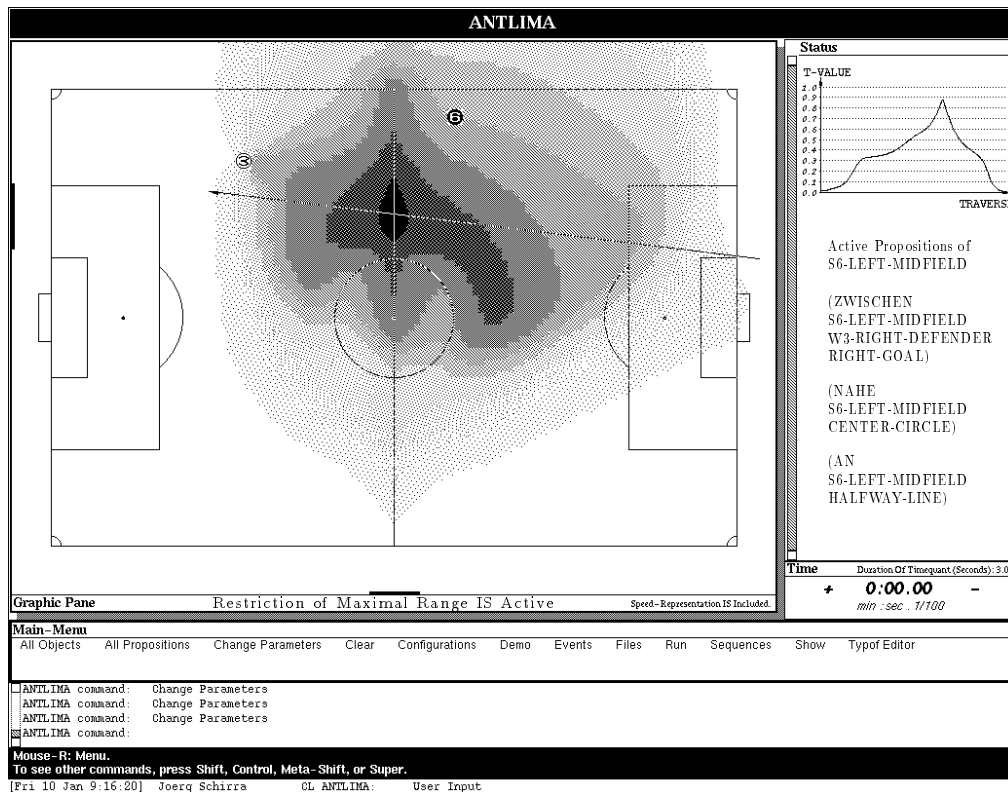 ANTLIMA
Status
T-VALUE
1.0
0.9
0.8
0.7
0.6
0.5
0.4
0.3
0.2
0.1
0.0
TRAVERS
6
3
Active Propositions of
S6-LEFT-MIDFIELD
(ZWISCHEN
S6-LEFT-MIDFIELD
W3-RIGHT-DEFENDER
RIGHT-GOAL)
(NAHE
S6-LEFT-MIDFIELD
CENTER-CIRCLE)
(AN
S6-LEFT-MIDFIELD
HALFWAY-LINE)
Time Duration Of Timequant (Seconds): 3.0
+ 0:00.00 -
min : sec . 1/100
Graphic Pane Restriction of Maximal Range IS Active Speed-Representation IS Included.
Main-Menu
All Objects All Propositions Change Parameters Clear Configurations Demo Events Files Run Sequences Show Typof Editor
ANTLIMA command: Change Parameters
ANTLIMA command: Change Parameters
ANTLIMA command: Change Parameters
ANTLIMA command:
Mouse-R: Menu.
To see other commands, press Shift, Control, Meta-Shift, or Super.
[Fri 10 Jan 9:16:20] Joerg Schirra CL ANTLIMA: User Input